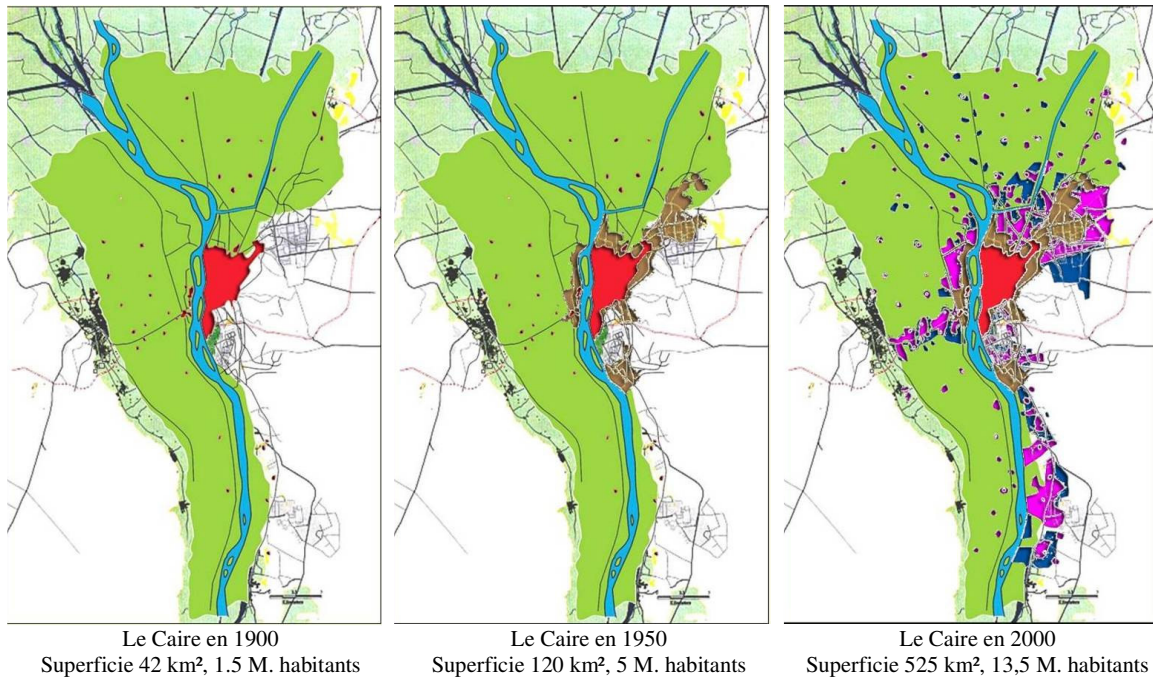 Le Caire en 1900
Superficie 42 km², 1.5 M. habitants
Le Caire en 1950
Superficie 120 km², 5 M. habitants
Le Caire en 2000
Superficie 525 km², 13,5 M. habitants